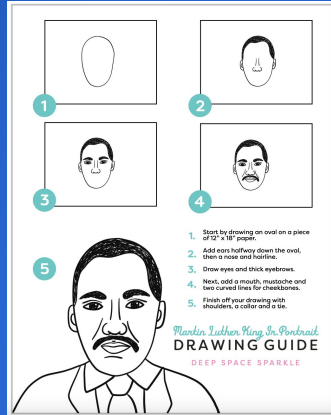 1
2
3
4
5
1. Start by drawing an oval on a piece
of 12" x 18" paper.
2. Add ears halfway down the oval,
then a nose and hairline.
3. Draw eyes and thick eyebrows.
4. Next, add a mouth, mustache and
two curved lines for cheekbones.
5. Finish off your drawing with
shoulders, a collar and a tie.
Martin Luther King Jr. Portrait
DRAWING GUIDE
DEEP SPACE SPARKLE